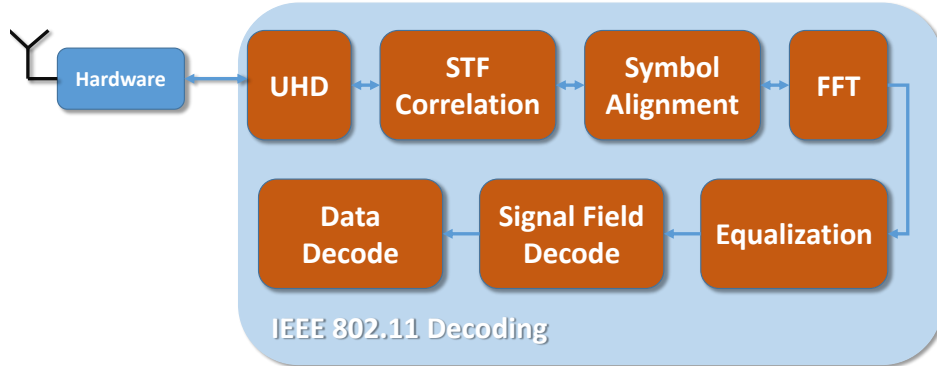 Hardware
UHD
STF
Correlation
Symbol
Alignment
FFT
Data
Decode
Signal Field
Decode
Equalization
IEEE 802.11 Decoding